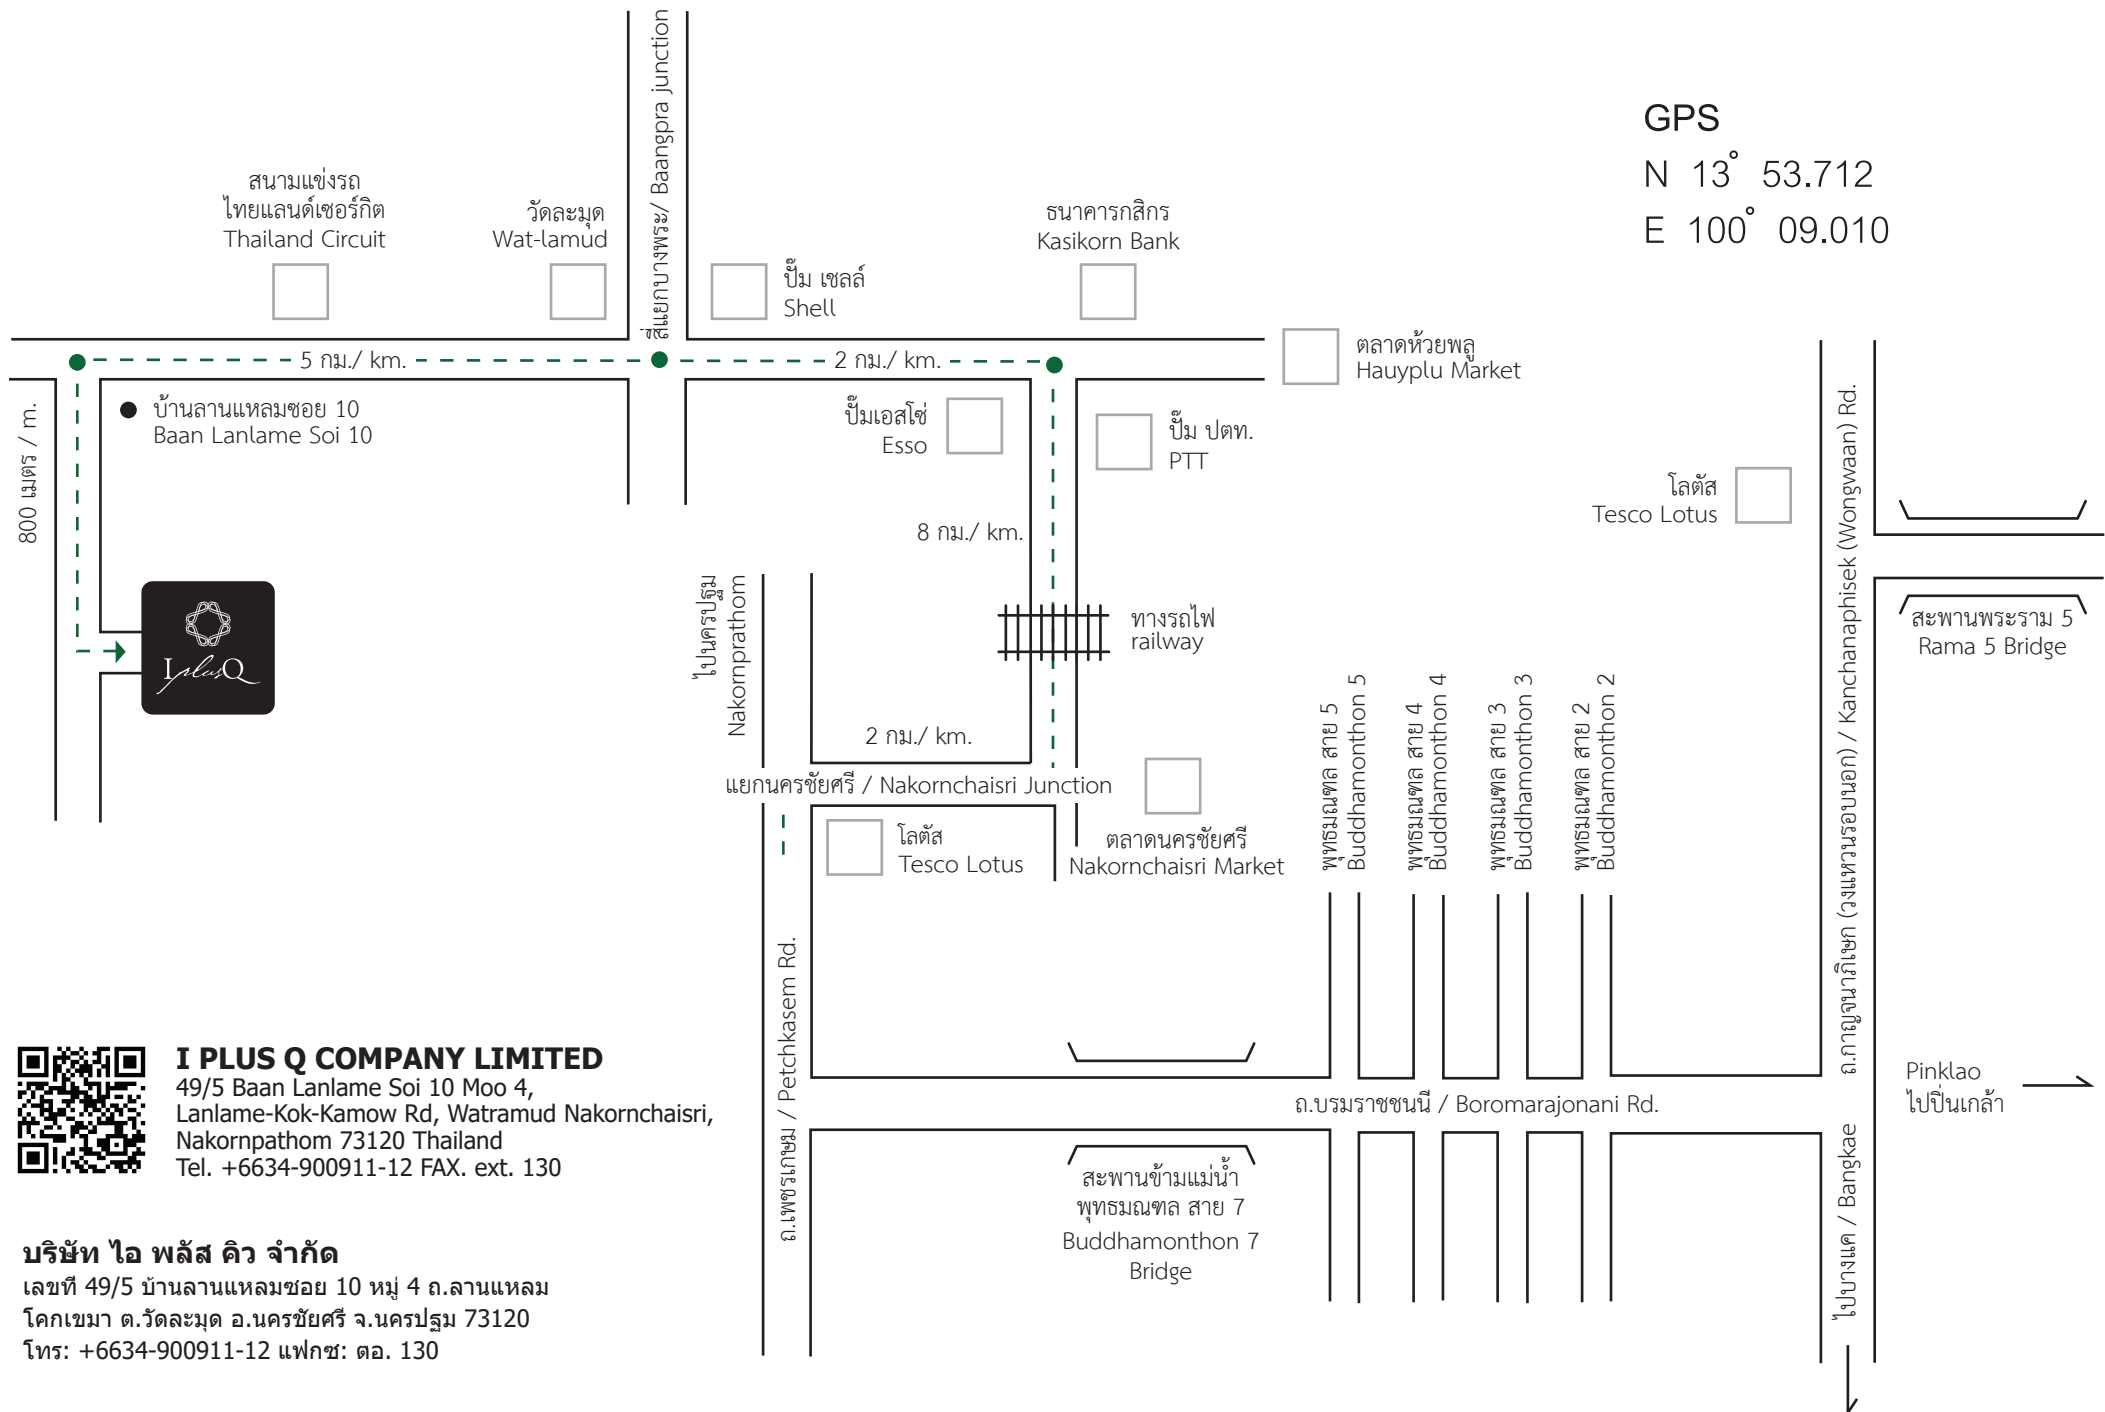 สี่แยกบางพระ/ Baangpra junction
GPS
N 13° 53.712
E 100° 09.010
สนามแข่งรถ
ไทยแลนด์เซอร์กิต
Thailand Circuit
วัดละมุด
Wat-lamud
ปั๊ม เชลล์
Shell
ธนาคารกสิกร
Kasikorn Bank
ตลาดห้วยพลู
Hauyplu Market
5 กม./ km.
2 กม./ km.
800 เมตร / m.
บ้านลานแหลมซอย 10
Baan Lanlame Soi 10
ปั๊มเอสโซ่
Esso
ปั๊ม ปตท.
PTT
8 กม./ km.
โลตัส
Tesco Lotus
ถ.กาญจนาภิเษก (วงแหวนรอบนอก) / Kanchanaphisek (Wongwaan) Rd.
สะพานพระราม 5
Rama 5 Bridge
I plus Q
ไปนครปฐม
Nakornprathom
ทางรถไฟ
railway
2 กม./ km.
แยกนครชัยศรี / Nakornchaisri Junction
โลตัส
Tesco Lotus
ตลาดนครชัยศรี
Nakornchaisri Market
พุทธมณฑล สาย 5
Buddhamonthon 5
พุทธมณฑล สาย 4
Buddhamonthon 4
พุทธมณฑล สาย 3
Buddhamonthon 3
พุทธมณฑล สาย 2
Buddhamonthon 2
ถ.เพชรเกษม / Petchkasem Rd.
ถ.บรมราชชนนี / Boromarajonani Rd.
Pinklao
ไปปิ่นเกล้า
ไปบางแค / Bangkae
สะพานข้ามแม่น้ำ
พุทธมณฑล สาย 7
Buddhamonthon 7
Bridge
I PLUS Q COMPANY LIMITED
49/5 Baan Lanlame Soi 10 Moo 4,
Lanlame-Kok-Kamow Rd, Watramud Nakornchaisri,
Nakornpathom 73120 Thailand
Tel. +6634-900911-12 FAX. ext. 130
บริษัท ไอ พลัส คิว จำกัด
เลขที่ 49/5 บ้านลานแหลมซอย 10 หมู่ 4 ถ.ลานแหลม
โคกเขมา ต.วัดละมุด อ.นครชัยศรี จ.นครปฐม 73120
โทร: +6634-900911-12 แฟกซ: ตอ. 130